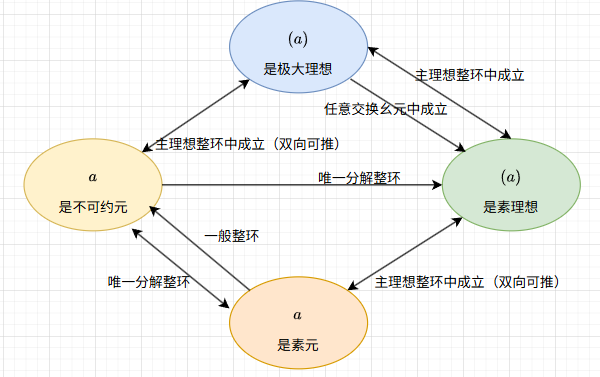 (a)
是极大理想
主理想整环中成立
任意交换幺元中成立
主理想整环中成立（双向可推）
a
是不可约元
唯一分解整环
(a)
是素理想
一般整环
唯一分解整环
主理想整环中成立（双向可推）
a
是素元